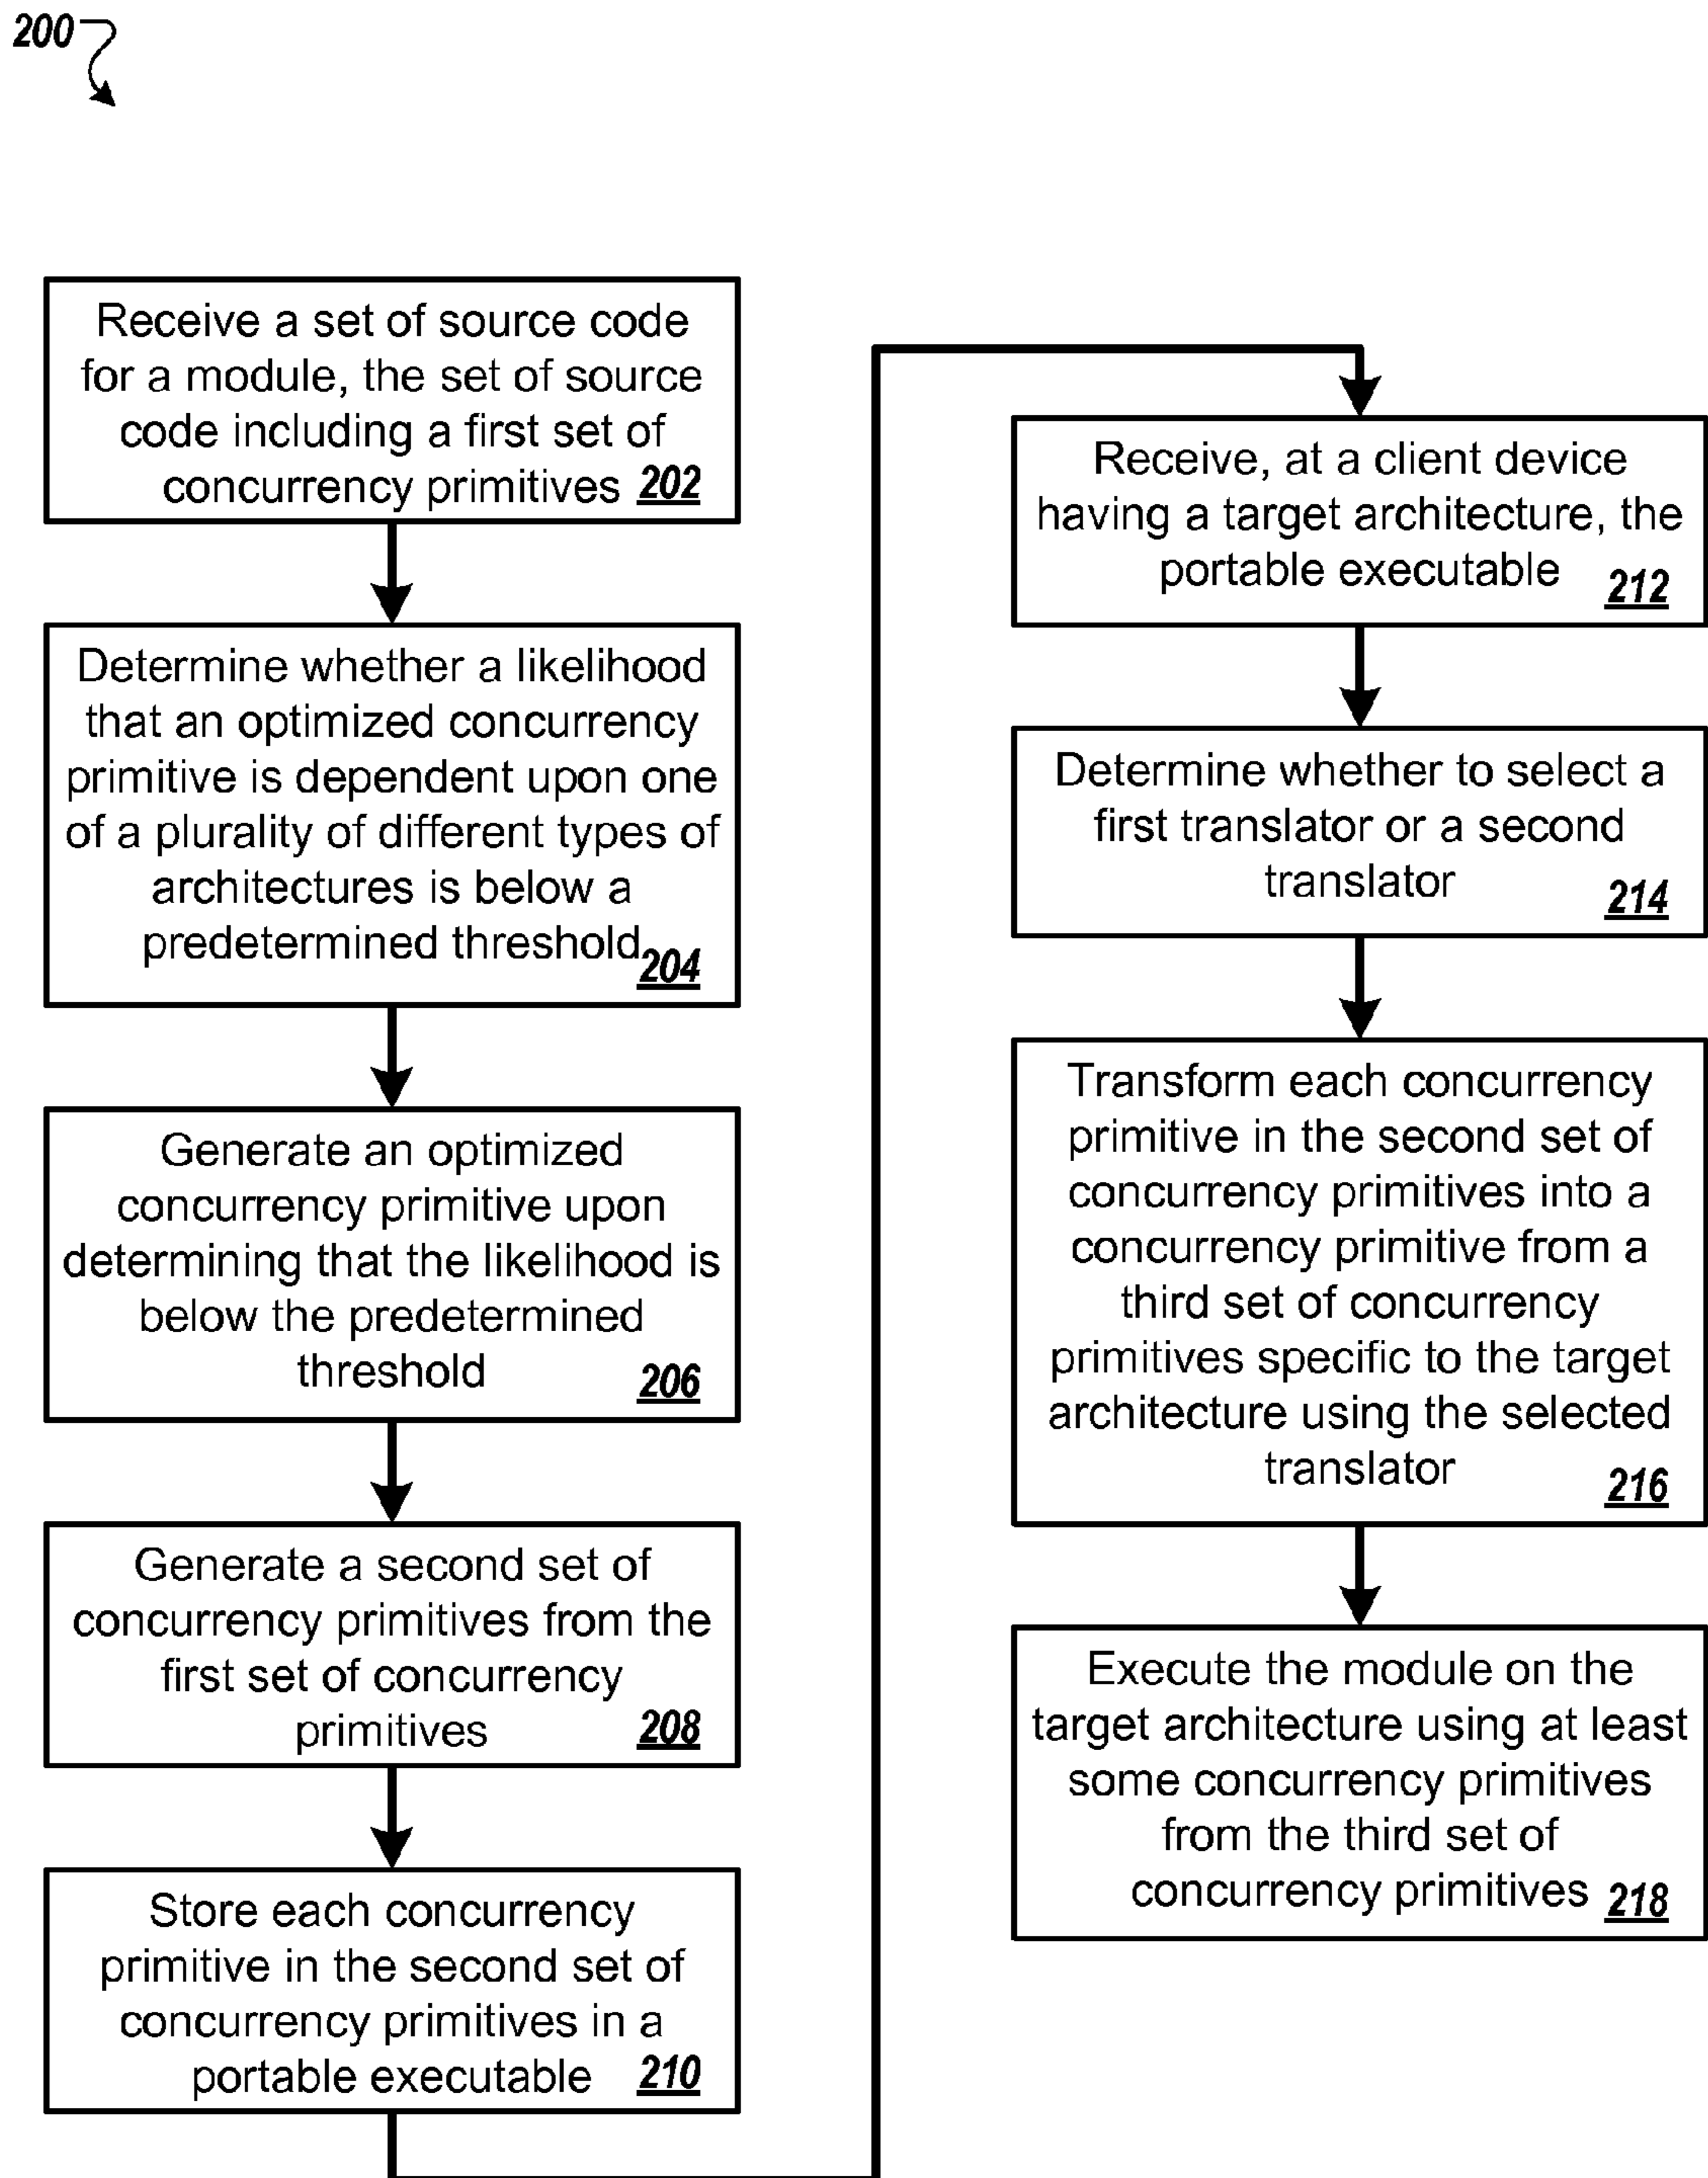 200
Receive a set of source code
for a module, the set of source
code including a first set of
concurrency primitives 202
Determine whether a likelihood
that an optimized concurrency
primitive is dependent upon one
of a plurality of different types of
architectures is below a
predetermined threshold 204
Generate an optimized
concurrency primitive upon
determining that the likelihood is
below the predetermined
threshold 206
Generate a second set of
concurrency primitives from the
first set of concurrency
primitives 208
Store each concurrency
primitive in the second set of
concurrency primitives in a
portable executable 210
Receive, at a client device
having a target architecture, the
portable executable 212
Determine whether to select a
first translator or a second
translator 214
Transform each concurrency
primitive in the second set of
concurrency primitives into a
concurrency primitive from a
third set of concurrency
primitives specific to the target
architecture using the selected
translator 216
Execute the module on the
target architecture using at least
some concurrency primitives
from the third set of
concurrency primitives 218